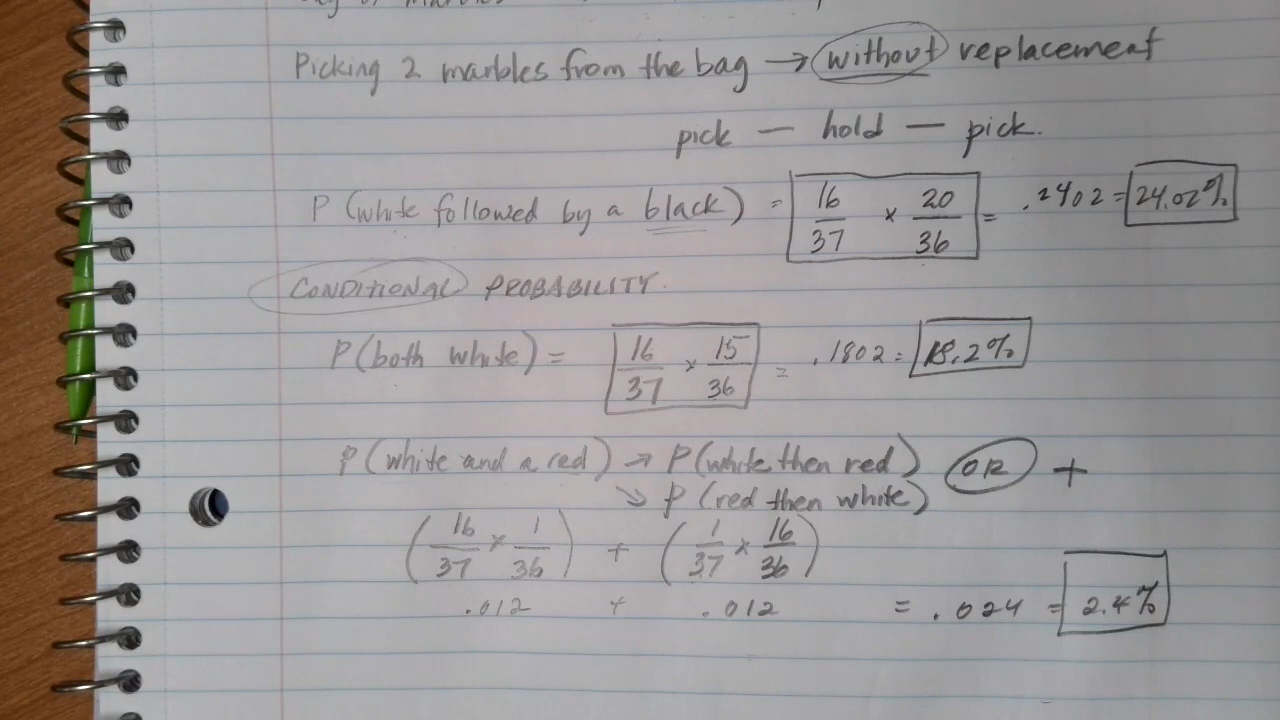 Picking 2 marbles from the bag → without replacement
pick — hold — pick.
P (white followed by a black) = 16/37 × 20/36 = .2402 = 24.02%
CONDITIONAL PROBABILITY.
P(both white) = 16/37 × 15/36 = .1802 = 18.2%
P(white and a red) → P(white then red) OR +
↘ P (red then white)
(16/37 × 1/36) + (1/37 × 16/36)
.012 + .012 = .024 = 2.4%